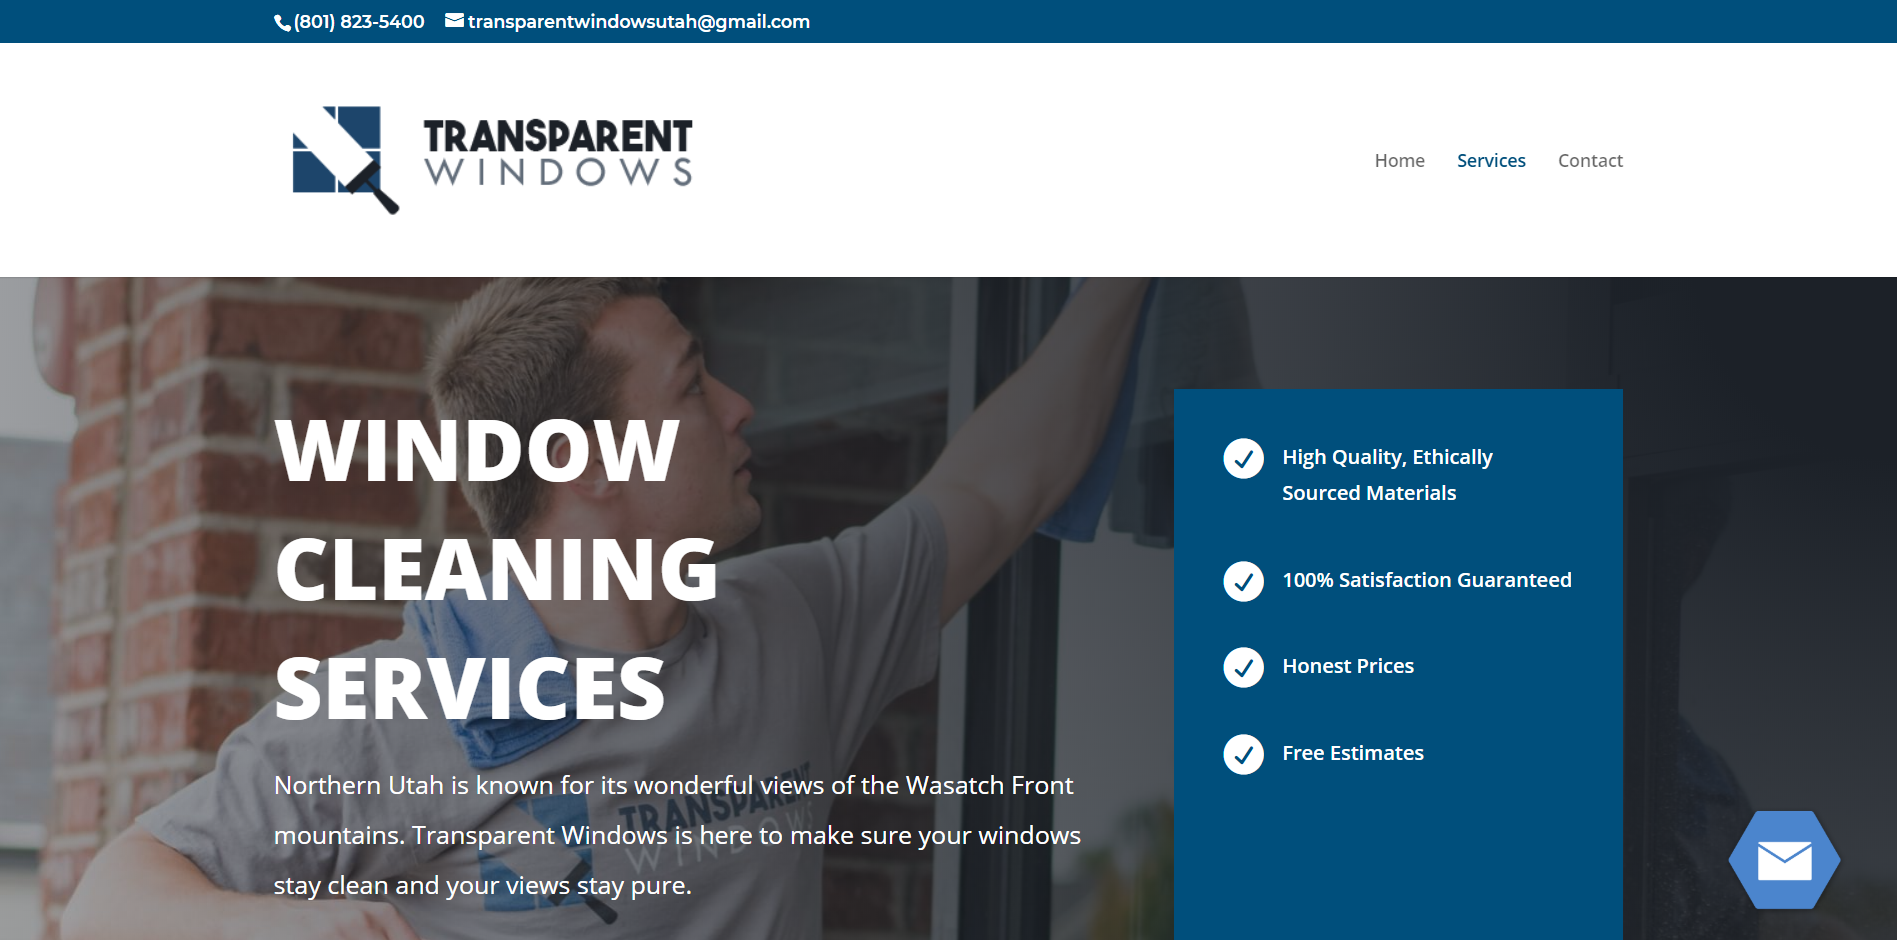 (801) 823-5400 transparentwindowsutah@gmail.com
TRANSPARENT
WINDOWS
Home Services Contact
WINDOW
CLEANING
SERVICES
Northern Utah is known for its wonderful views of the Wasatch Front
mountains. Transparent Windows is here to make sure your windows
stay clean and your views stay pure.
TRANSPARENT
WINDOWS
High Quality, Ethically
Sourced Materials
100% Satisfaction Guaranteed
Honest Prices
Free Estimates